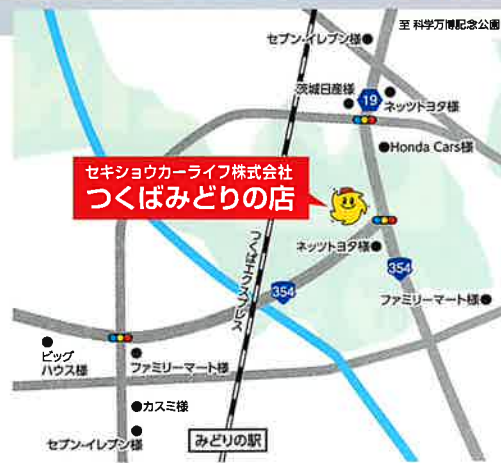 至 科学万博記念公園
セブン-イレブン様
茨城日産様
19
ネッツトヨタ様
Honda Cars様
セキショウカーライフ株式会社
つくばみどりの店
ネッツトヨタ様
つくばエクスプレス
354
354
ファミリーマート様
ビッグ
ハウス様
ファミリーマート様
カスミ様
セブン-イレブン様
みどりの駅